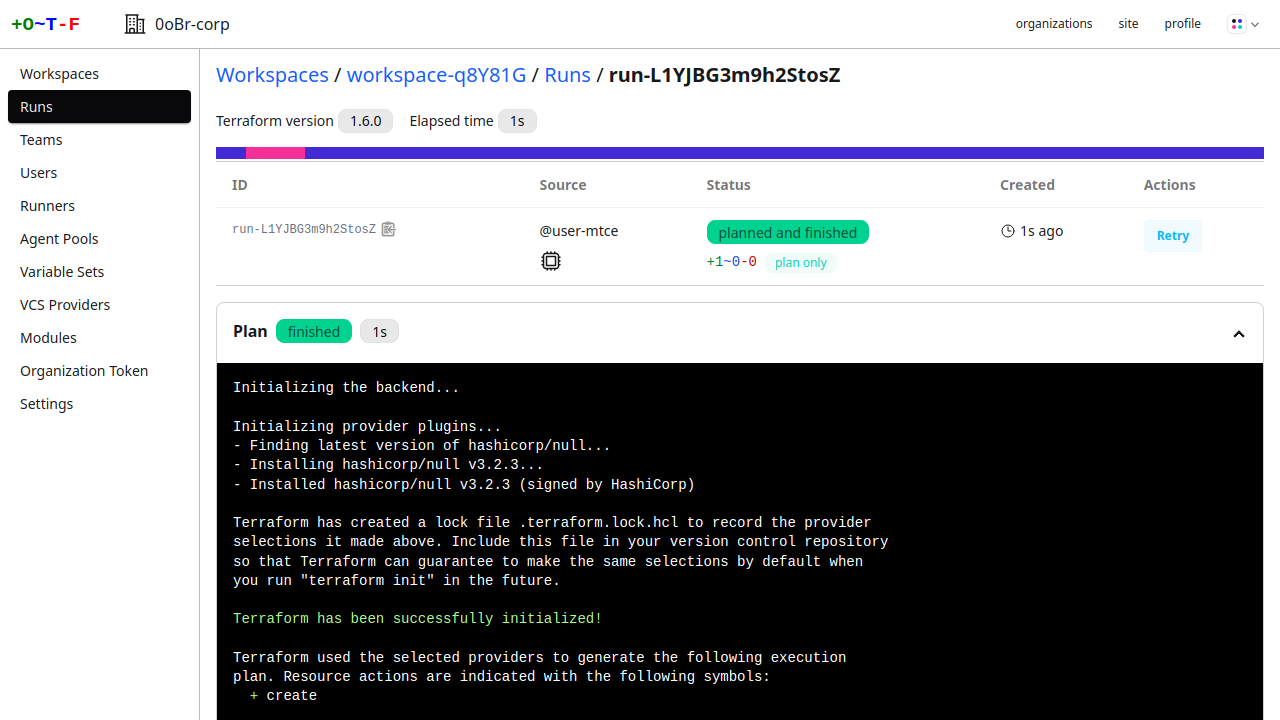 +O~T-F
0oBr-corp
organizations
site
profile
Workspaces
Runs
Teams
Users
Runners
Agent Pools
Variable Sets
VCS Providers
Modules
Organization Token
Settings
Workspaces / workspace-q8Y81G / Runs / run-L1YJBG3m9h2StosZ
Terraform version 1.6.0 Elapsed time 1s
ID Source Status Created Actions
run-L1YJBG3m9h2StosZ @user-mtce planned and finished 1s ago Retry
+1~0-0 plan only
Plan finished 1s
Initializing the backend...
Initializing provider plugins...
- Finding latest version of hashicorp/null...
- Installing hashicorp/null v3.2.3...
- Installed hashicorp/null v3.2.3 (signed by HashiCorp)
Terraform has created a lock file .terraform.lock.hcl to record the provider
selections it made above. Include this file in your version control repository
so that Terraform can guarantee to make the same selections by default when
you run "terraform init" in the future.
Terraform has been successfully initialized!
Terraform used the selected providers to generate the following execution
plan. Resource actions are indicated with the following symbols:
+ create